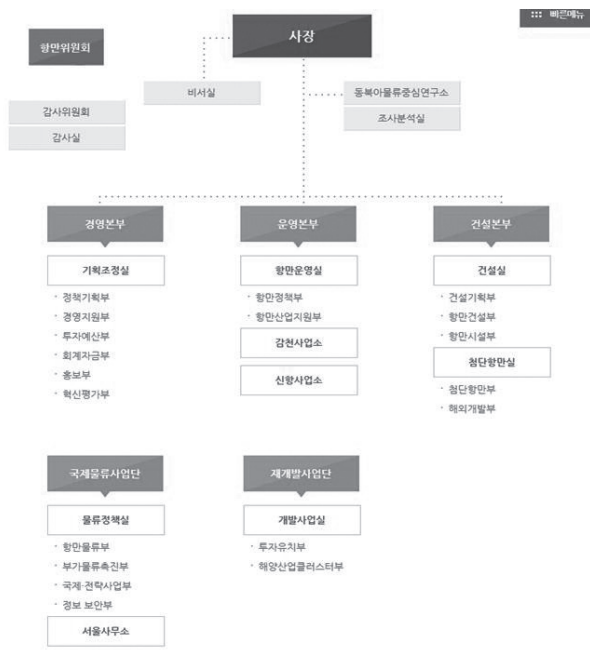 빠른메뉴
사장
항만위원회
비서실
동북아물류중심연구소
조사분석실
감사위원회
감사실
경영본부
기획조정실
· 정책기획부
· 경영지원부
· 투자예산부
· 회계자금부
· 홍보부
· 혁신평가부
운영본부
항만운영실
· 항만정책부
· 항만산업지원부
감천사업소
신항사업소
건설본부
건설실
· 건설기획부
· 항만건설부
· 항만시설부
첨단항만실
· 첨단항만부
· 해외개발부
국제물류사업단
물류정책실
· 항만물류부
· 부가물류촉진부
· 국제·전략사업부
· 정보 보안부
서울사무소
재개발사업단
개발사업실
· 투자유치부
· 해양산업클러스터부